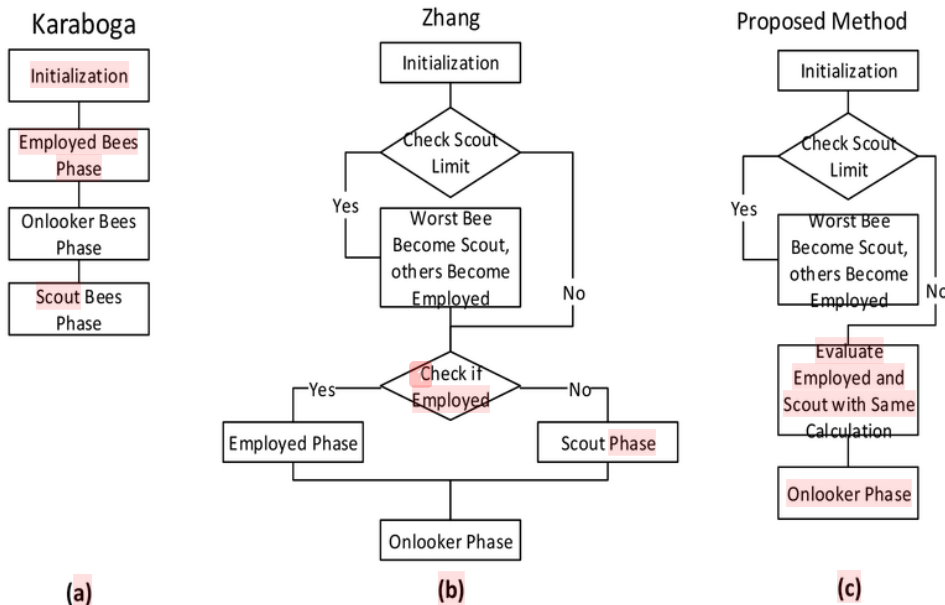 Karaboga
Initialization
Employed Bees
Phase
Onlooker Bees
Phase
Scout Bees
Phase
(a)
Zhang
Initialization
Check Scout
Limit
Yes
No
Worst Bee
Become Scout,
others Become
Employed
Check if
Employed
Yes
No
Employed Phase
Scout Phase
Onlooker Phase
(b)
Proposed Method
Initialization
Check Scout
Limit
Yes
No
Worst Bee
Become Scout,
others Become
Employed
Evaluate
Employed and
Scout with Same
Calculation
Onlooker Phase
(c)